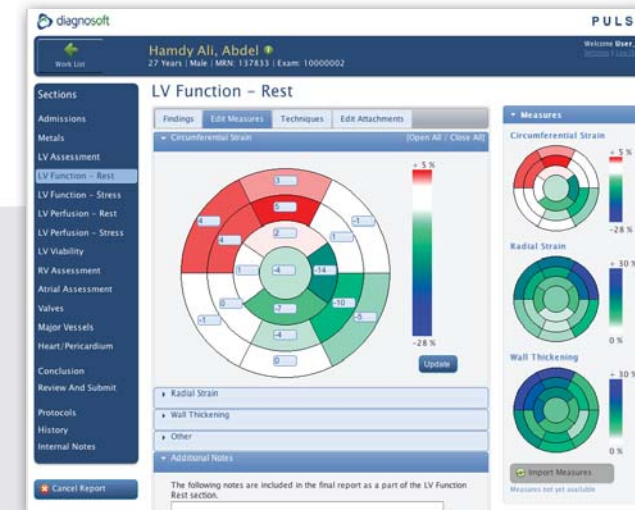 diagnosoft
PULS
Work List
Hamdy Ali, Abdel
27 Years | Male | MRN: 137833 | Exam: 10000002
Welcome User_
Sections
Admissions
Metals
LV Assessment
LV Function - Rest
LV Function - Stress
LV Perfusion - Rest
LV Perfusion - Stress
LV Viability
RV Assessment
Atrial Assessment
Valves
Major Vessels
Heart/Pericardium
Conclusion
Review And Submit
Protocols
History
Internal Notes
Cancel Report
LV Function - Rest
Findings
Edit Measures
Techniques
Edit Attachments
Circumferential Strain
[Open All / Close All]
+ 5 %
3
5
4
-1
4
2
1
1
-4
-14
0
-7
-10
-1
-5
-4
0
-28 %
Update
Radial Strain
Wall Thickening
Other
Additional Notes
The following notes are included in the final report as a part of the LV Function
Rest section.
Measures
Circumferential Strain
+ 5 %
-28 %
Radial Strain
+ 30 %
0 %
Wall Thickening
+ 30 %
0 %
Import Measures
Measures not yet available